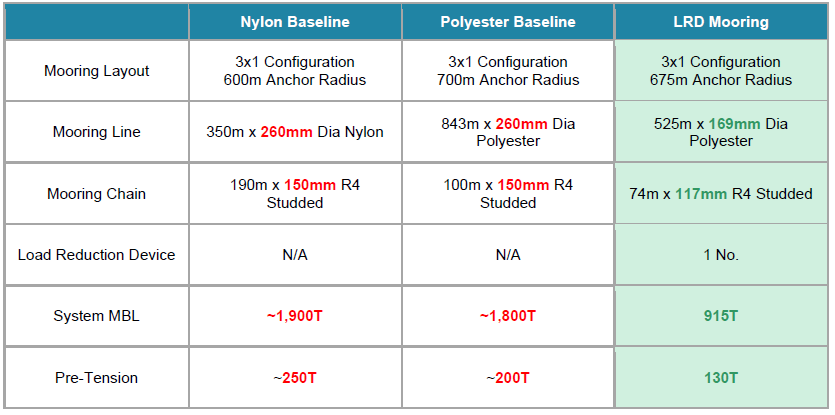 Nylon Baseline
Polyester Baseline
LRD Mooring
Mooring Layout
3x1 Configuration
600m Anchor Radius
3x1 Configuration
700m Anchor Radius
3x1 Configuration
675m Anchor Radius
Mooring Line
350m x 260mm Dia Nylon
843m x 260mm Dia
Polyester
525m x 169mm Dia
Polyester
Mooring Chain
190m x 150mm R4
Studded
100m x 150mm R4
Studded
74m x 117mm R4 Studded
Load Reduction Device
N/A
N/A
1 No.
System MBL
~1,900T
~1,800T
915T
Pre-Tension
~250T
~200T
130T